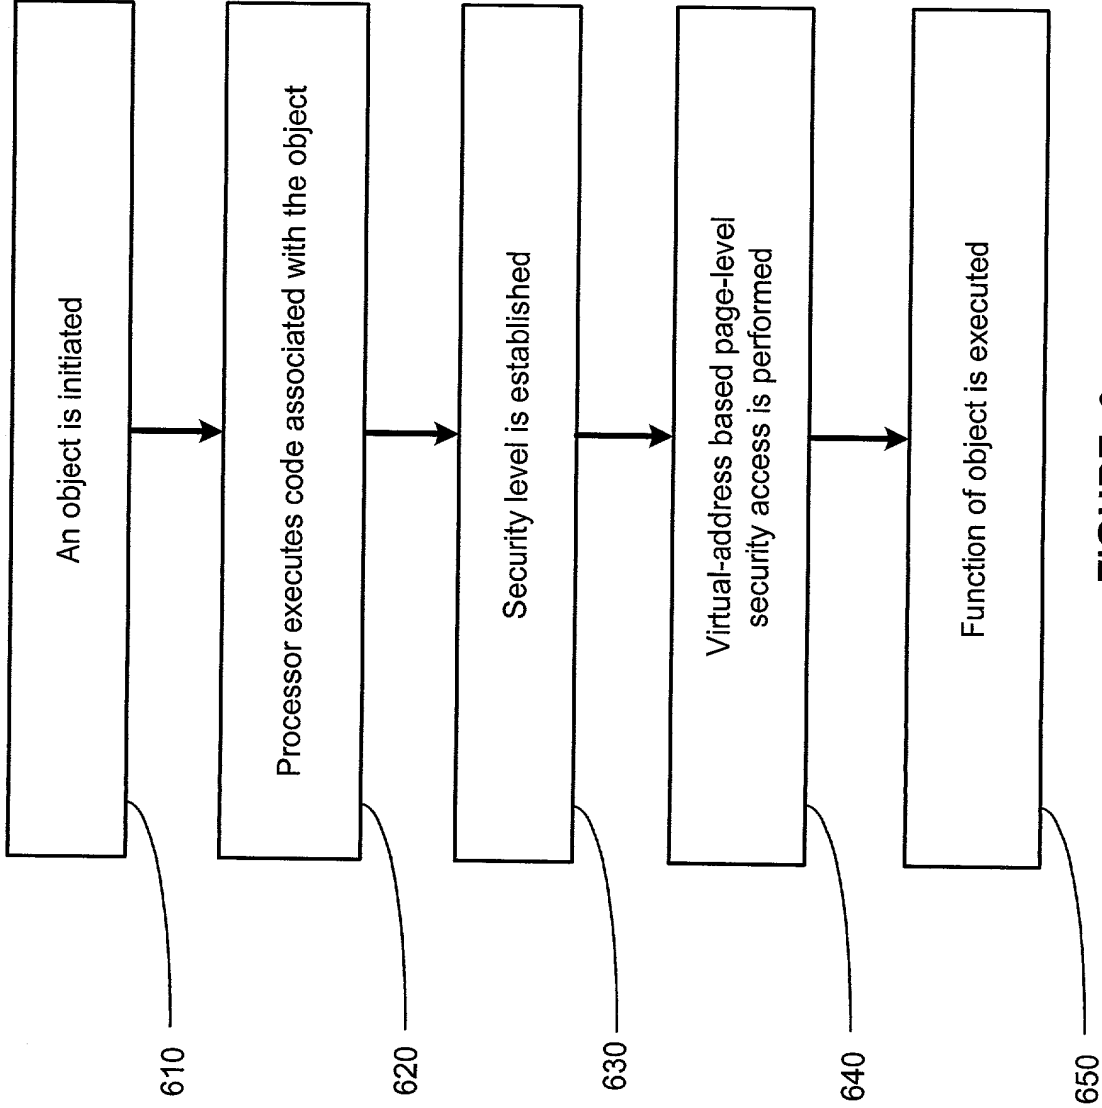 An object is initiated
610
Processor executes code associated with the object
620
Security level is established
630
Virtual-address based page-level
security access is performed
640
Function of object is executed
650